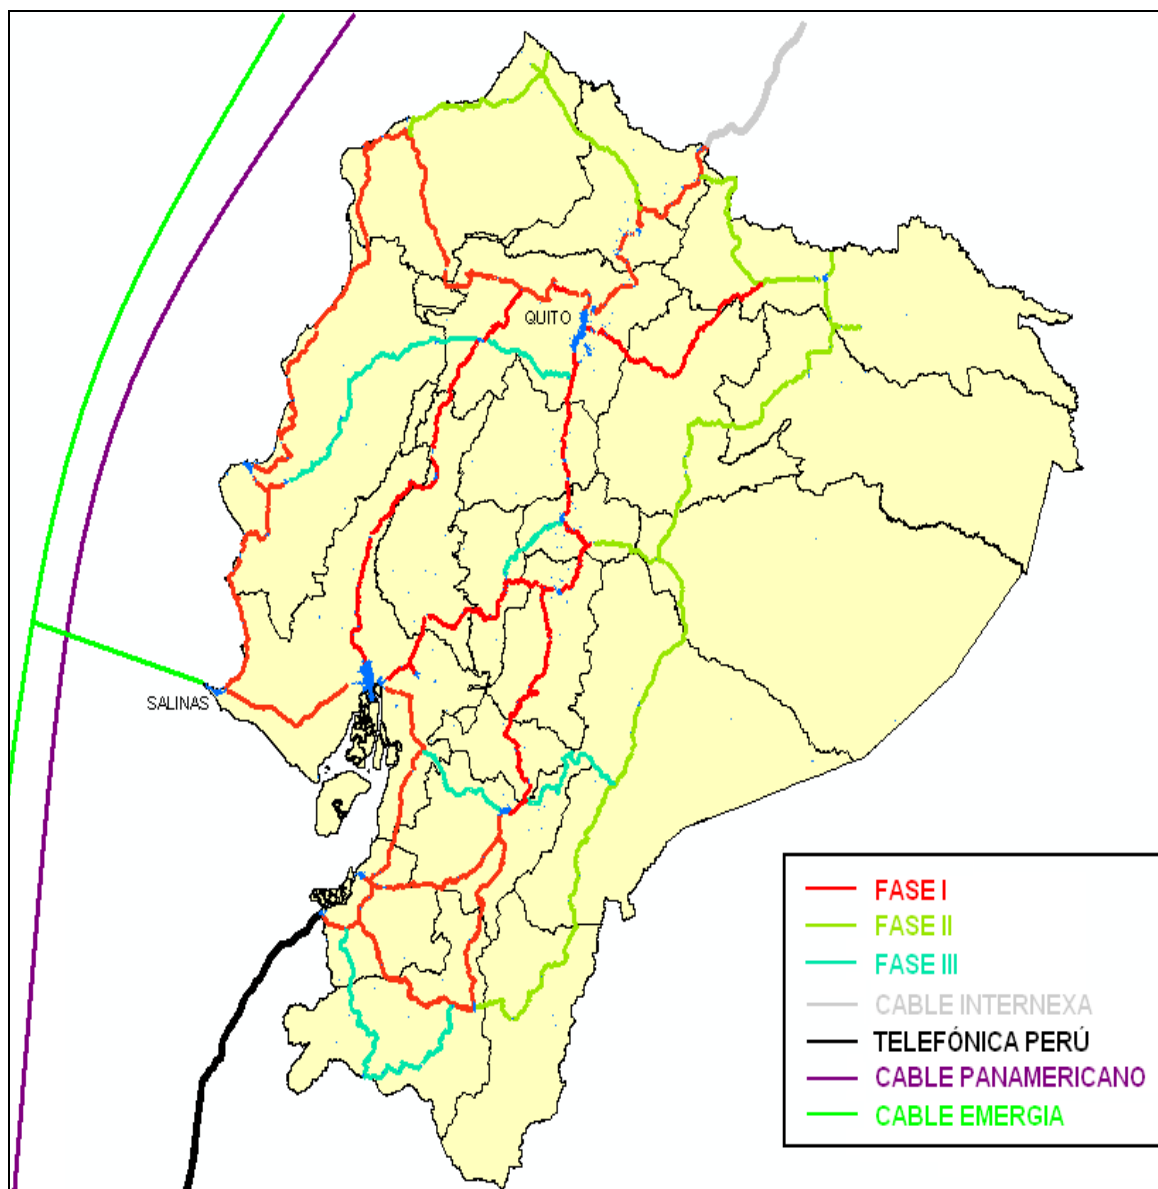 QUITO
SALINAS
FASE I
FASE II
FASE III
CABLE INTERNEXA
TELEFÓNICA PERÚ
CABLE PANAMERICANO
CABLE EMERGIA